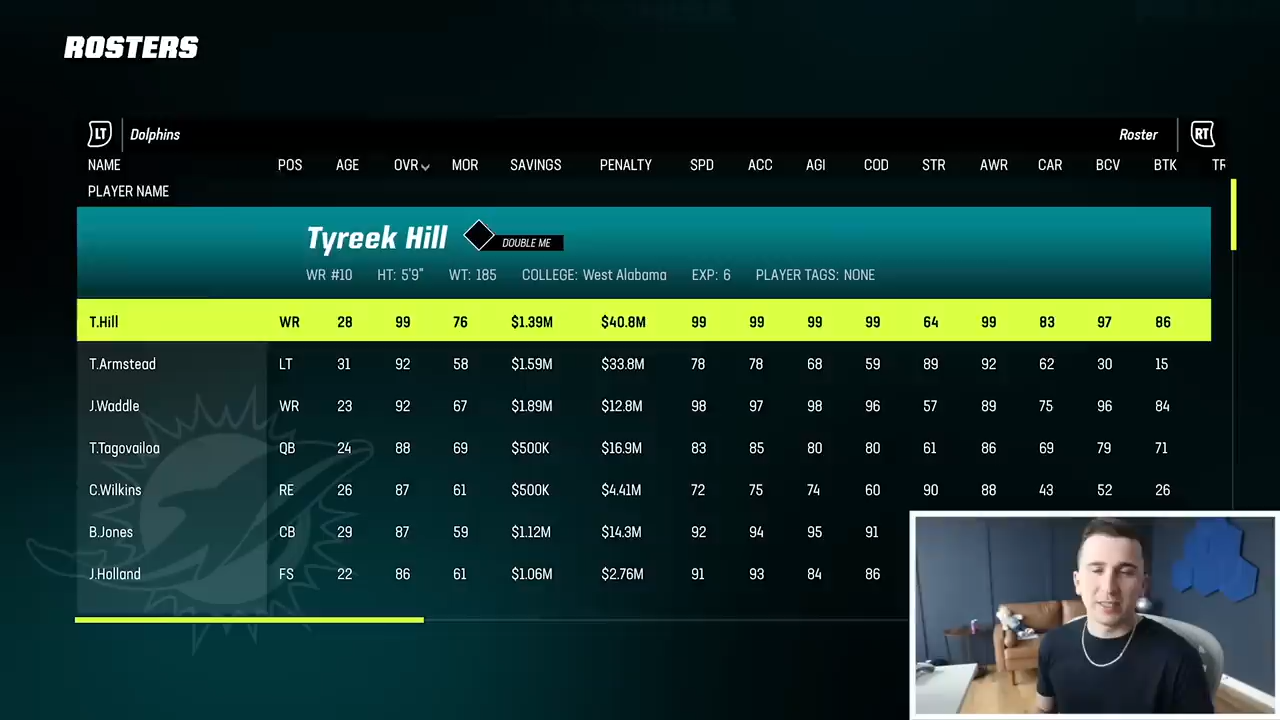 ROSTERS
LT Dolphins Roster RT
NAME POS AGE OVR MOR SAVINGS PENALTY SPD ACC AGI COD STR AWR CAR BCV BTK
PLAYER NAME
Tyreek Hill DOUBLE ME
WR #10 HT: 5'9" WT: 185 COLLEGE: West Alabama EXP: 6 PLAYER TAGS: NONE
T.Hill WR 28 99 76 $1.39M $40.8M 99 99 99 99 64 99 83 97 86
T.Armstead LT 31 92 58 $1.59M $33.8M 78 78 68 59 89 92 62 30 15
J.Waddle WR 23 92 67 $1.89M $12.8M 98 97 98 96 57 89 75 96 84
T.Tagovailoa QB 24 88 69 $500K $16.9M 83 85 80 80 61 86 69 79 71
C.Wilkins RE 26 87 61 $500K $4.41M 72 75 74 60 90 88 43 52 26
B.Jones CB 29 87 59 $1.12M $14.3M 92 94 95 91
J.Holland FS 22 86 61 $1.06M $2.76M 91 93 84 86